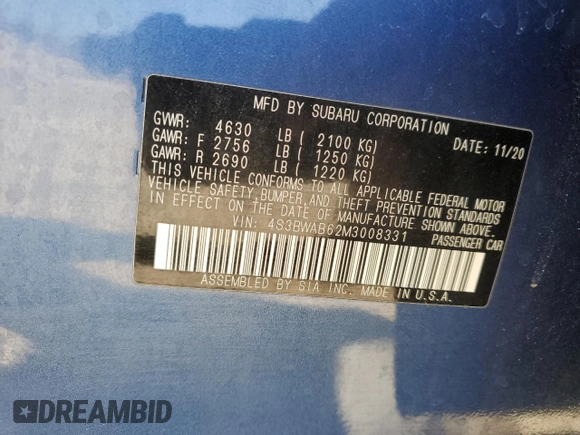 MFD BY SUBARU CORPORATION DATE: 11/20
GVWR: 4630 LB ( 2100 KG)
GAWR: F 2756 LB ( 1250 KG)
GAWR: R 2690 LB ( 1220 KG)
THIS VEHICLE CONFORMS TO ALL APPLICABLE FEDERAL MOTOR
VEHICLE SAFETY,BUMPER,AND THEFT PREVENTION STANDARDS
IN EFFECT ON THE DATE OF MANUFACTURE SHOWN ABOVE.
VIN: 4S3BWAB62M3008331 PASSENGER CAR
ASSEMBLED BY SIA INC. MADE IN U.S.A.
DREAMBID